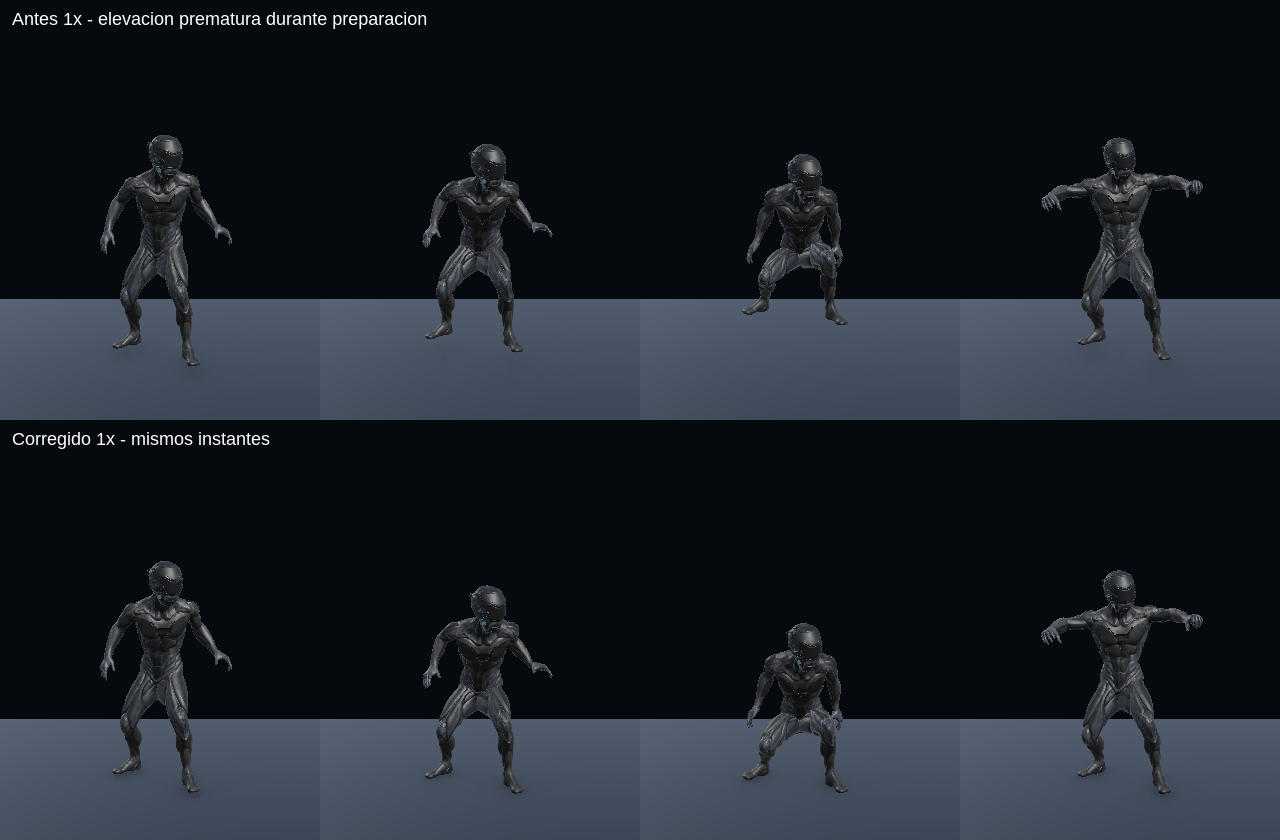 Antes 1x - elevacion prematura durante preparacion
Corregido 1x - mismos instantes